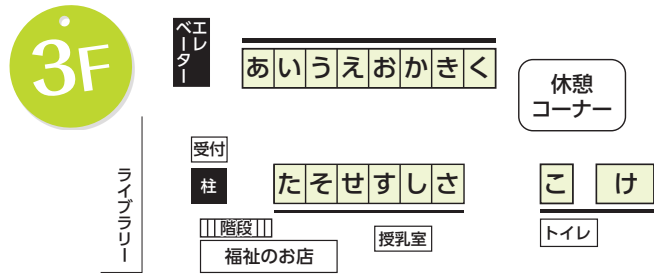 3F
エレベーター
あいうえおかきく
休憩
コーナー
受付
柱
たそせすしさ
こ け
ライブラリー
階段
福祉のお店
授乳室
トイレ